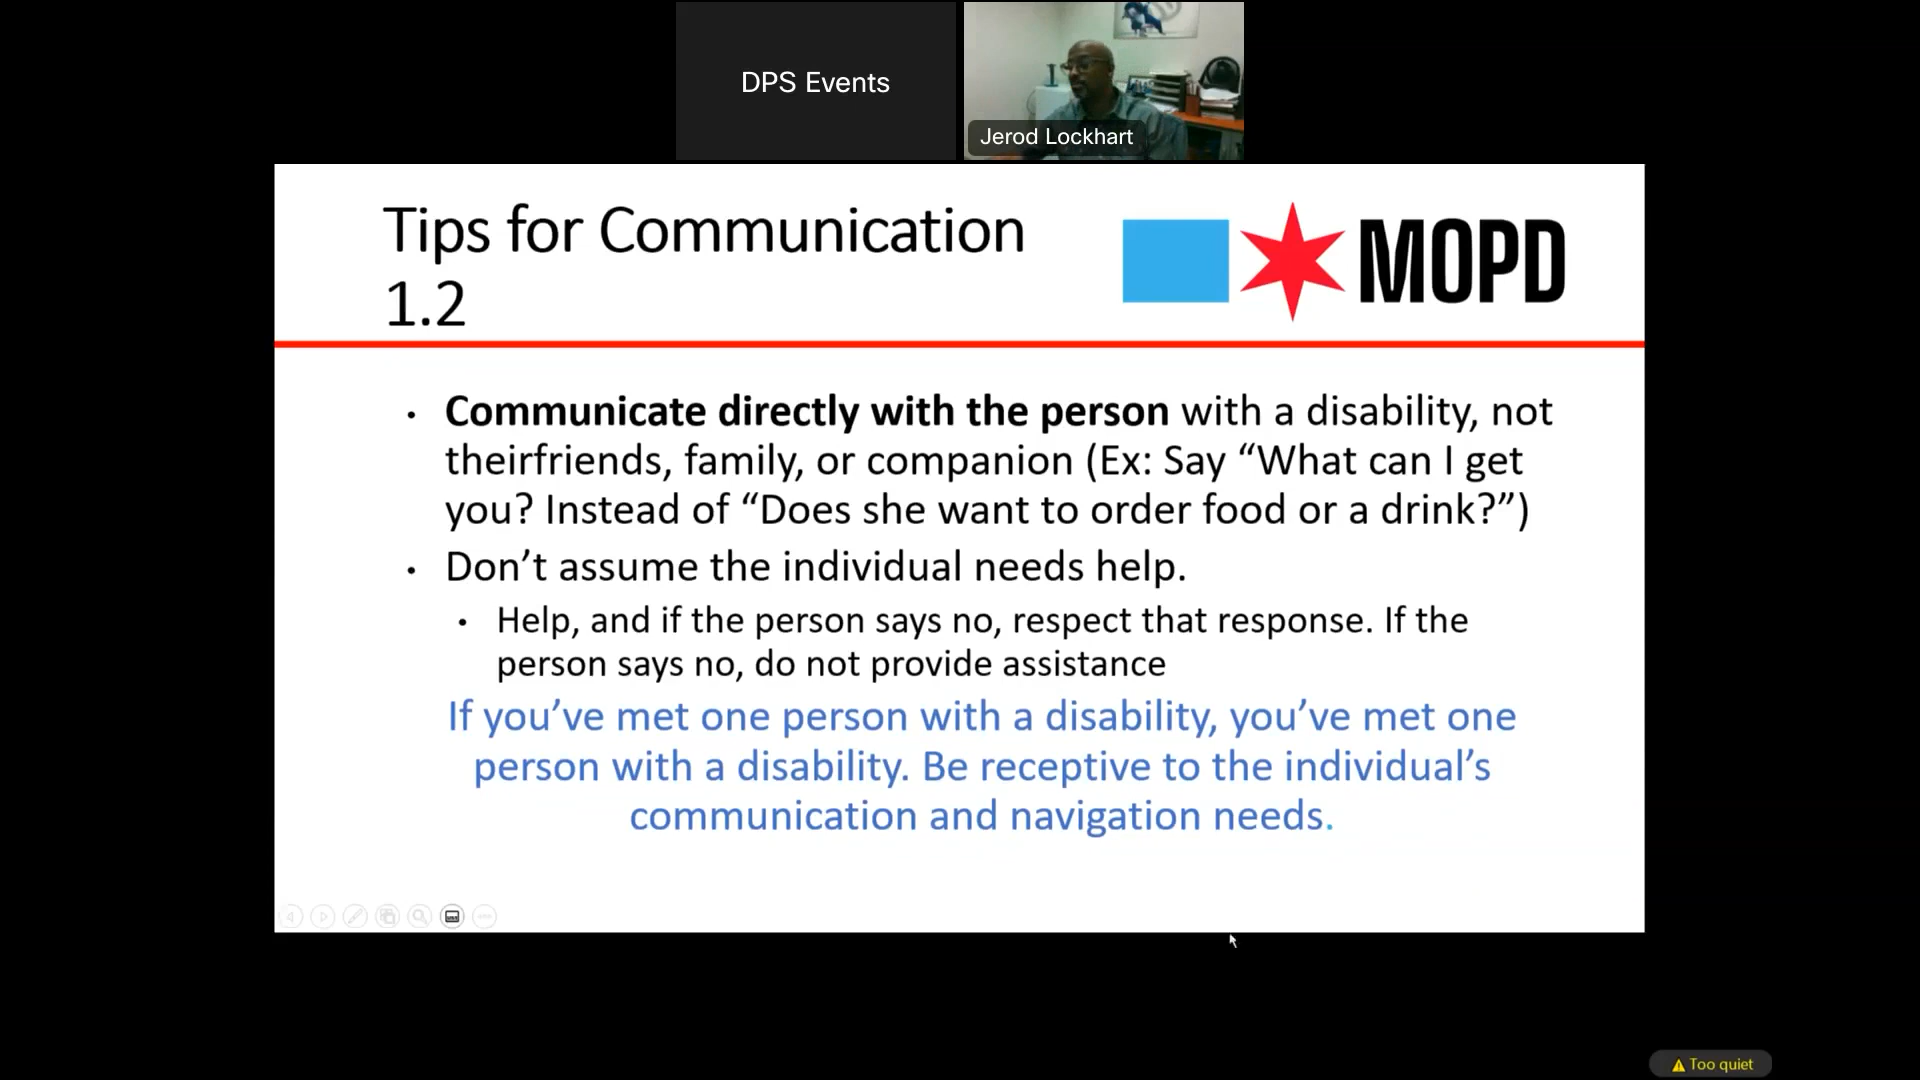 DPS Events
Jerod Lockhart
Tips for Communication
1.2
MOPD
• Communicate directly with the person with a disability, not
theirfriends, family, or companion (Ex: Say “What can I get
you? Instead of “Does she want to order food or a drink?”)
• Don’t assume the individual needs help.
• Help, and if the person says no, respect that response. If the
person says no, do not provide assistance
If you’ve met one person with a disability, you’ve met one
person with a disability. Be receptive to the individual’s
communication and navigation needs.
Too quiet